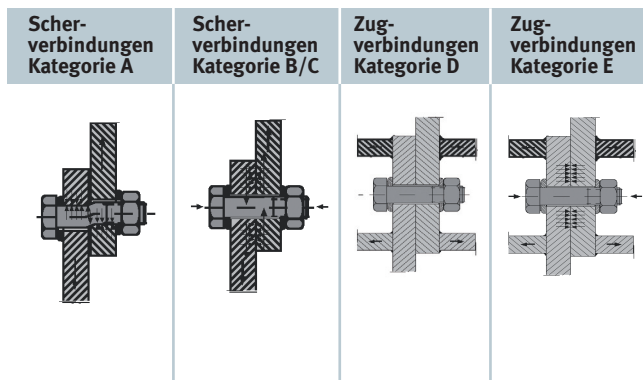 Scher-
verbindungen
Kategorie A
Scher-
verbindungen
Kategorie B/C
Zug-
verbindungen
Kategorie D
Zug-
verbindungen
Kategorie E